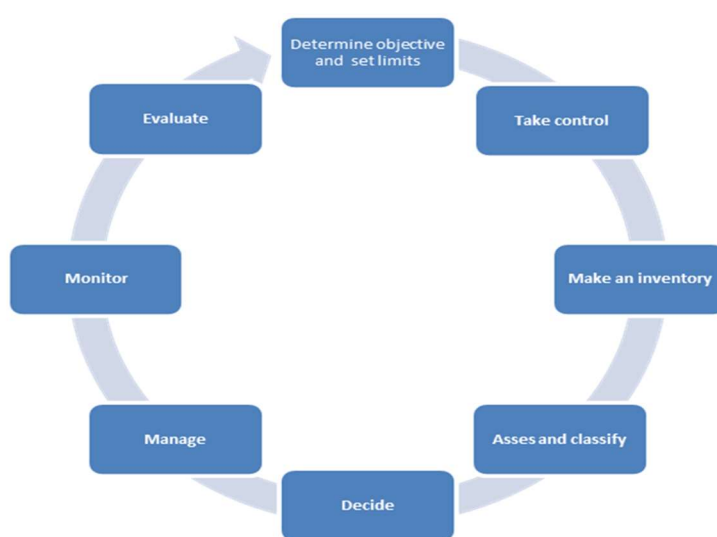 Determine objective
and set limits
Take control
Make an inventory
Asses and classify
Decide
Manage
Monitor
Evaluate